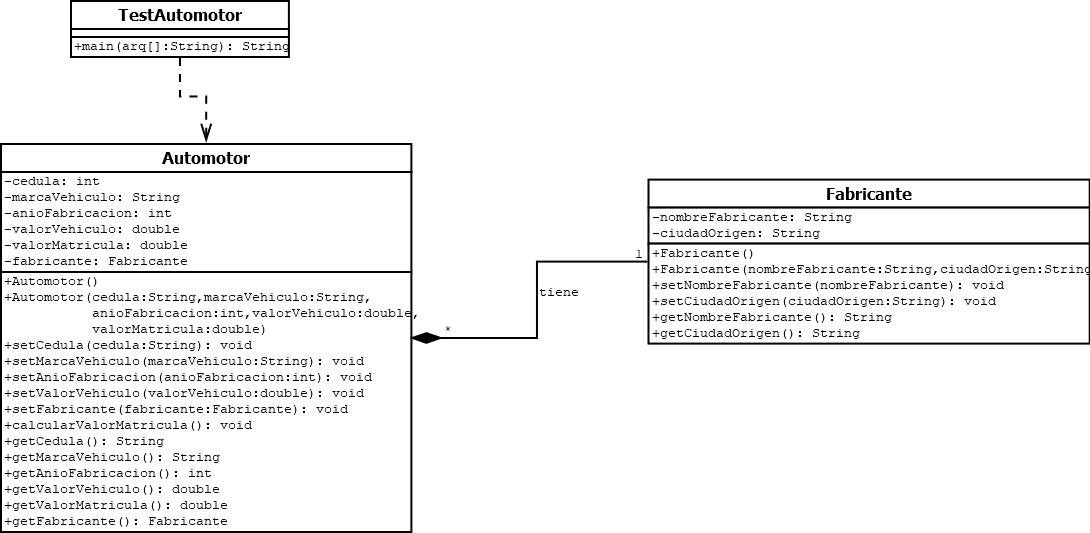 TestAutomotor
+main(arq[]:String): String
Automotor
-cedula: int
-marcaVehiculo: String
-anioFabricacion: int
-valorVehiculo: double
-valorMatricula: double
-fabricante: Fabricante
+Automotor()
+Automotor(cedula:String,marcaVehiculo:String,
anioFabricacion:int,valorVehiculo:double,
valorMatricula:double)
+setCedula(cedula:String): void
+setMarcaVehiculo(marcaVehiculo:String): void
+setAnioFabricacion(anioFabricacion:int): void
+setValorVehiculo(valorVehiculo:double): void
+setFabricante(fabricante:Fabricante): void
+calcularValorMatricula(): void
+getCedula(): String
+getMarcaVehiculo(): String
+getAnioFabricacion(): int
+getValorVehiculo(): double
+getValorMatricula(): double
+getFabricante(): Fabricante
*
tiene
1
Fabricante
-nombreFabricante: String
-ciudadOrigen: String
+Fabricante()
+Fabricante(nombreFabricante:String,ciudadOrigen:String
+setNombreFabricante(nombreFabricante): void
+setCiudadOrigen(ciudadOrigen:String): void
+getNombreFabricante(): String
+getCiudadOrigen(): String